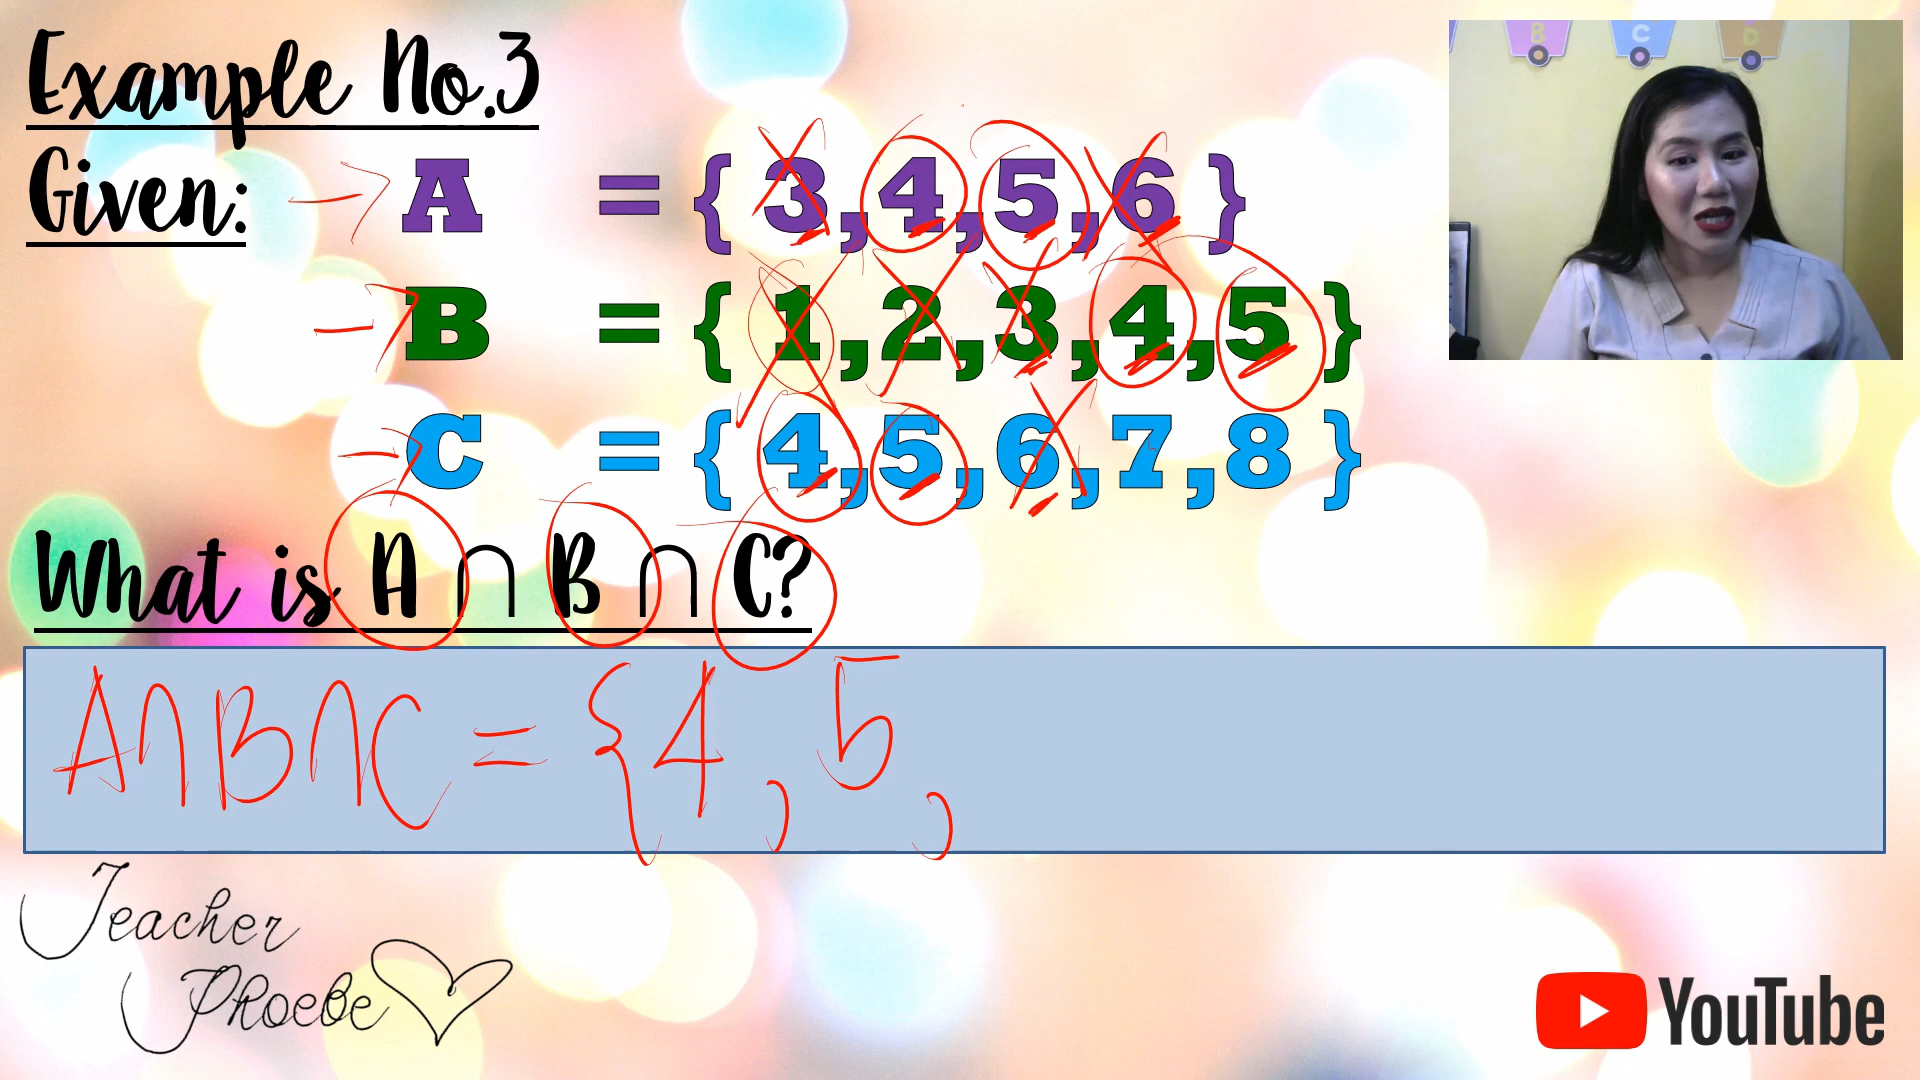 Example No.3
Given:
A = { 3,4,5,6 }
B = { 1,2,3,4,5 }
C = { 4,5,6,7,8 }
What is A ∩ B ∩ C?
A∩B∩C = {4, 5,
Teacher
Phoebe
YouTube
B C D